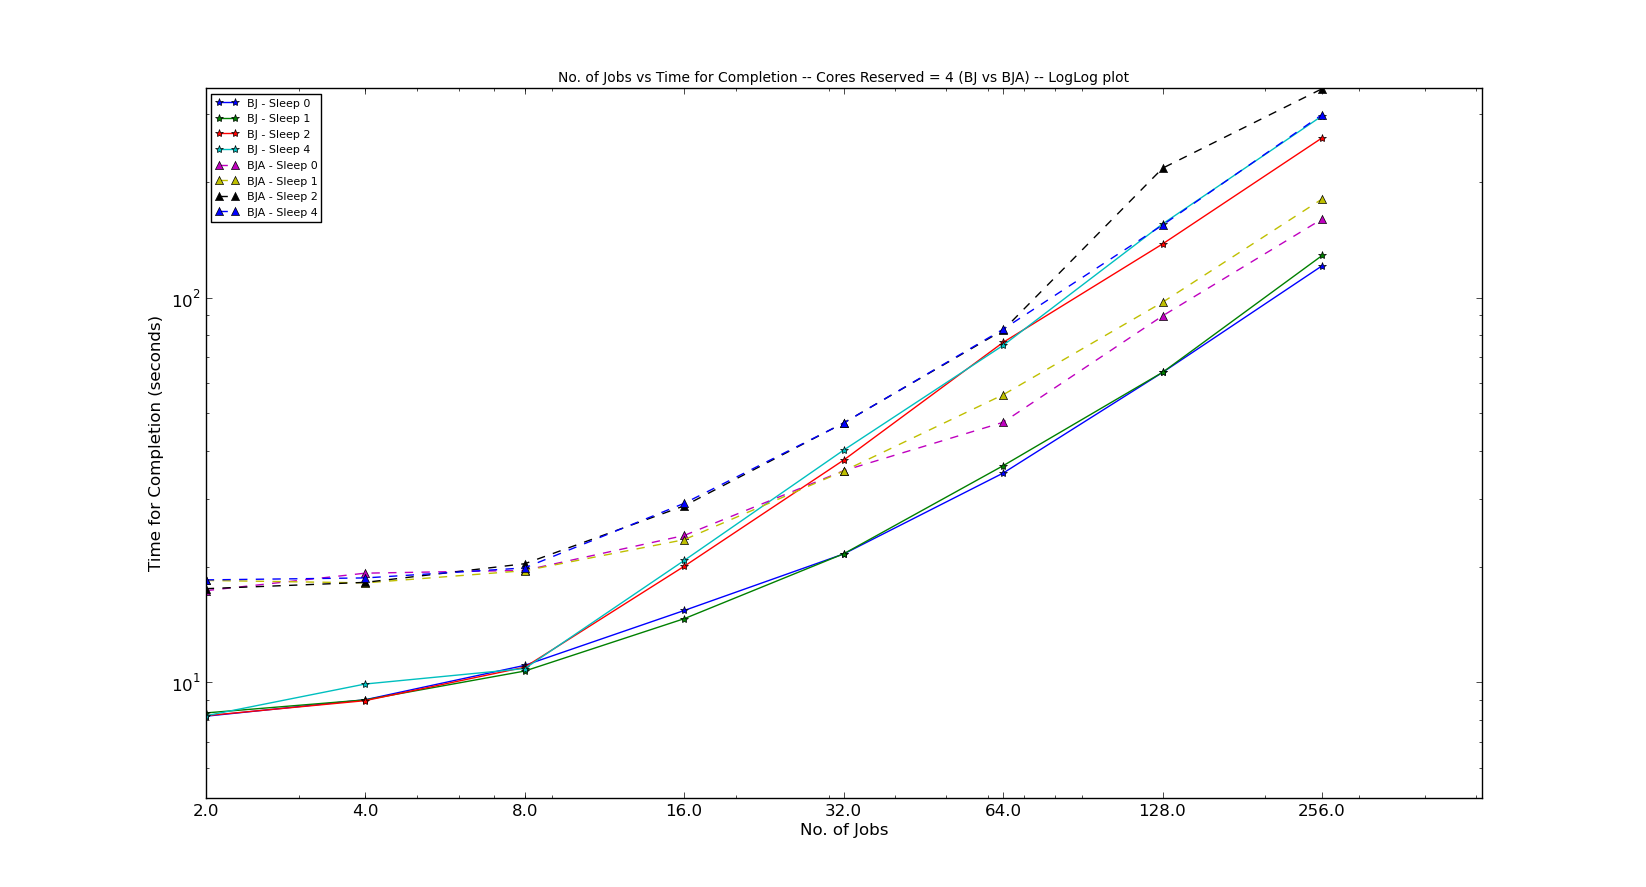 No. of Jobs vs Time for Completion -- Cores Reserved = 4 (BJ vs BJA) -- LogLog plot
BJ - Sleep 0
BJ - Sleep 1
BJ - Sleep 2
BJ - Sleep 4
BJA - Sleep 0
BJA - Sleep 1
BJA - Sleep 2
BJA - Sleep 4
Time for Completion (seconds)
10²
10¹
2.0 4.0 8.0 16.0 32.0 64.0 128.0 256.0
No. of Jobs